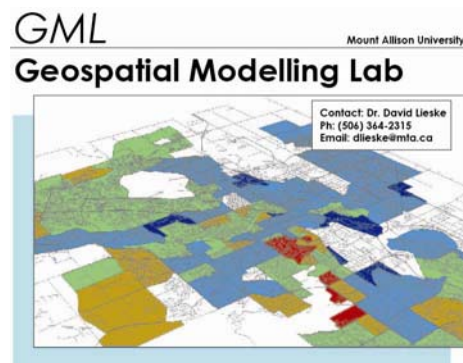 GML
Mount Allison University
Geospatial Modelling Lab
Contact: Dr. David Lieske
Ph: (506) 364-2315
Email: dlieske@mta.ca